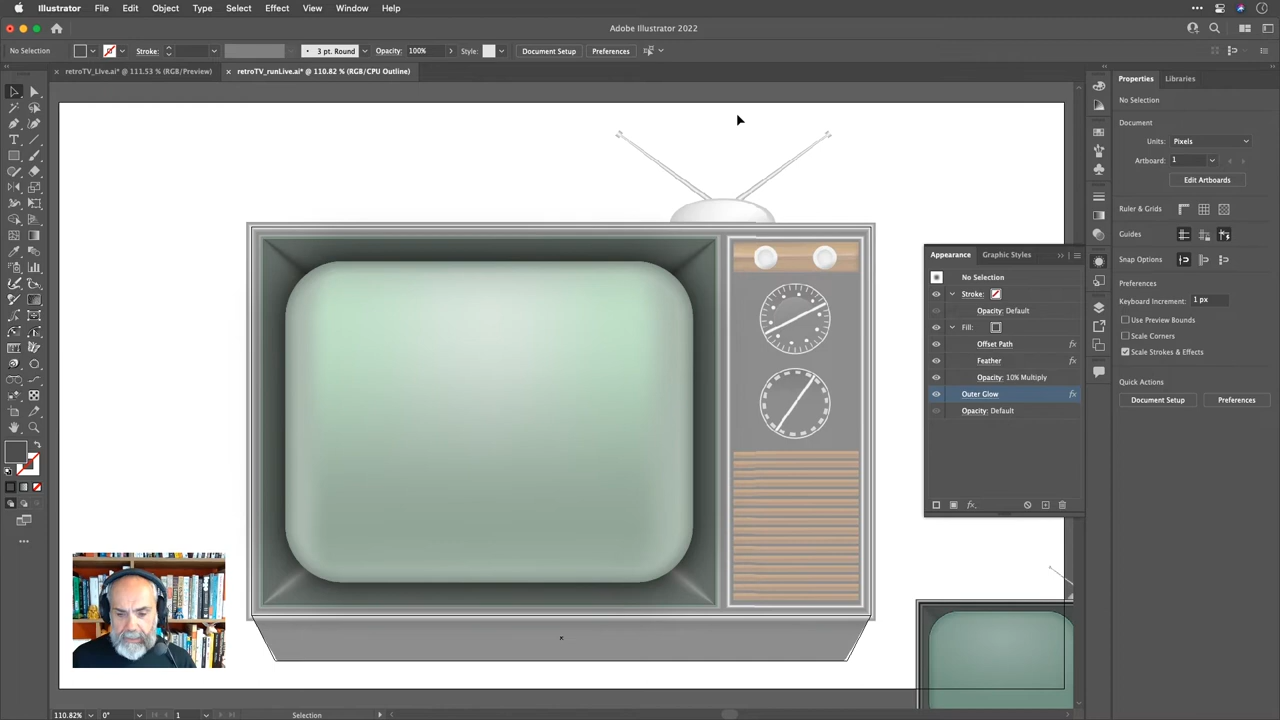 Illustrator File Edit Object Type Select Effect View Window Help
Adobe Illustrator 2022
No Selection
Stroke:
3 pt. Round
Opacity: 100%
Style:
Document Setup
Preferences
× retroTV_LIve.ai* @ 111.53 % (RGB/Preview)
× retroTV_runLive.ai* @ 110.82 % (RGB/CPU Outline)
Properties Libraries
No Selection
Document
Units: Pixels
Artboard: 1
Edit Artboards
Ruler & Grids
Guides
Snap Options
Preferences
Keyboard Increment: 1 px
Use Preview Bounds
Scale Corners
Scale Strokes & Effects
Quick Actions
Document Setup Preferences
Appearance Graphic Styles
No Selection
Stroke:
Opacity: Default
Fill:
Offset Path fx
Feather fx
Opacity: 10% Multiply
Outer Glow fx
Opacity: Default
fx.
110.82% 0° 1 Selection